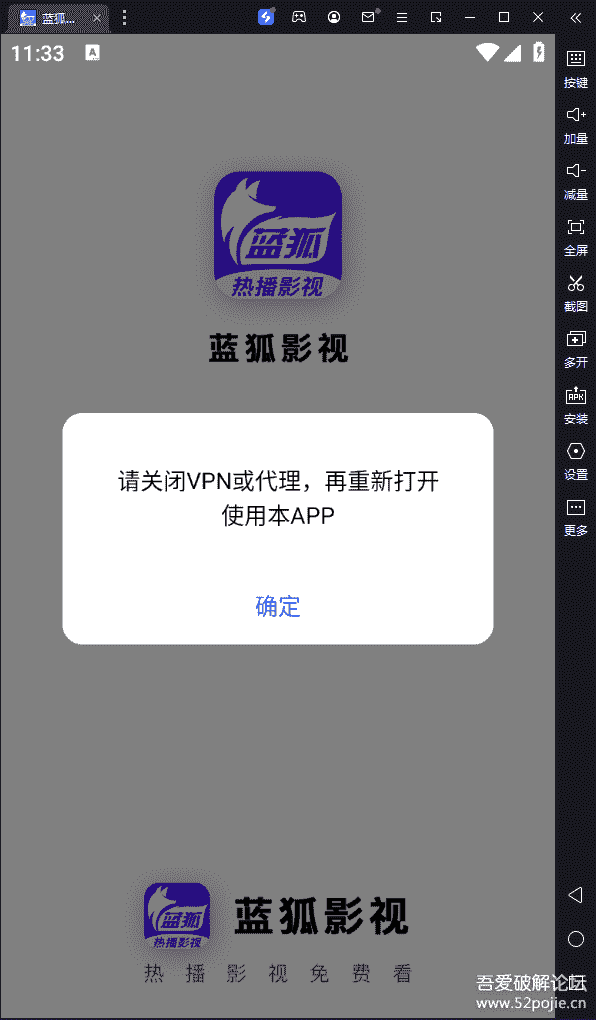 蓝狐...
11:33
A
按键
加量
减量
全屏
截图
多开
APK
安装
设置
更多
蓝狐
热播影视
蓝狐影视
请关闭VPN或代理，再重新打开
使用本APP
确定
蓝狐
热播影视
蓝狐影视
热播影视免费看
吾爱破解论坛
www.52pojie.cn